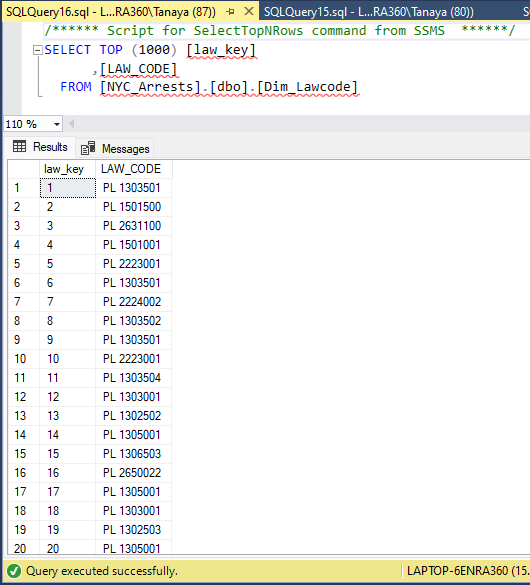 SQLQuery16.sql - L...RA360\Tanaya (87))* SQLQuery15.sql - L...RA360\Tanaya (80))
/****** Script for SelectTopNRows command from SSMS ******/
SELECT TOP (1000) [law_key]
,[LAW_CODE]
FROM [NYC_Arrests].[dbo].[Dim_Lawcode]
110 %
Results Messages
law_key LAW_CODE
1 1 PL 1303501
2 2 PL 1501500
3 3 PL 2631100
4 4 PL 1501001
5 5 PL 2223001
6 6 PL 1303501
7 7 PL 2224002
8 8 PL 1303502
9 9 PL 1303501
10 10 PL 2223001
11 11 PL 1303504
12 12 PL 1303001
13 13 PL 1302502
14 14 PL 1305001
15 15 PL 1306503
16 16 PL 2650022
17 17 PL 1305001
18 18 PL 1303001
19 19 PL 1302503
20 20 PL 1305001
Query executed successfully. LAPTOP-6ENRA360 (15.